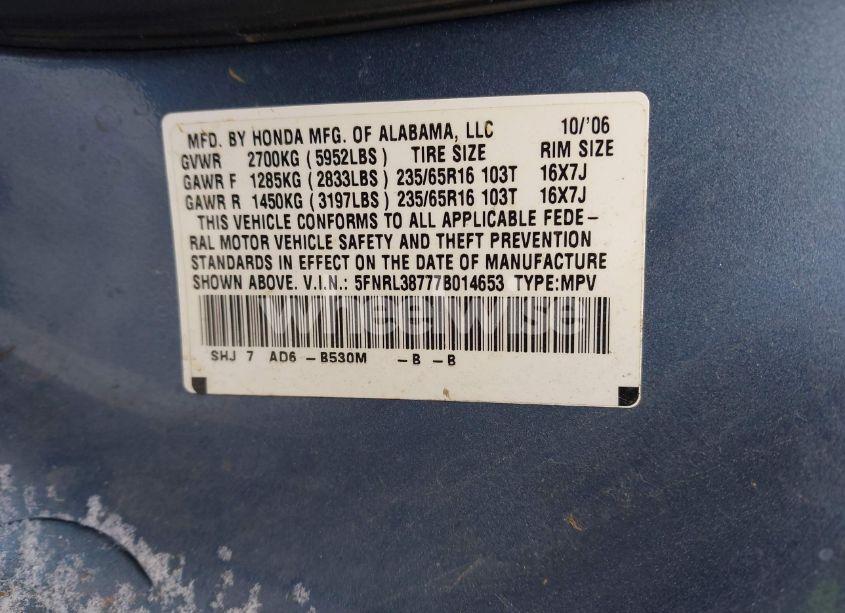 MFD. BY HONDA MFG. OF ALABAMA, LLC 10/'06
GVWR 2700KG (5952LBS) TIRE SIZE RIM SIZE
GAWR F 1285KG (2833LBS) 235/65R16 103T 16X7J
GAWR R 1450KG (3197LBS) 235/65R16 103T 16X7J
THIS VEHICLE CONFORMS TO ALL APPLICABLE FEDE-
RAL MOTOR VEHICLE SAFETY AND THEFT PREVENTION
STANDARDS IN EFFECT ON THE DATE OF MANUFACTURE
SHOWN ABOVE. V.I.N.: 5FNRL38777B014653 TYPE:MPV
Wheelwise
SHJ 7 AD6 -B530M -B -B